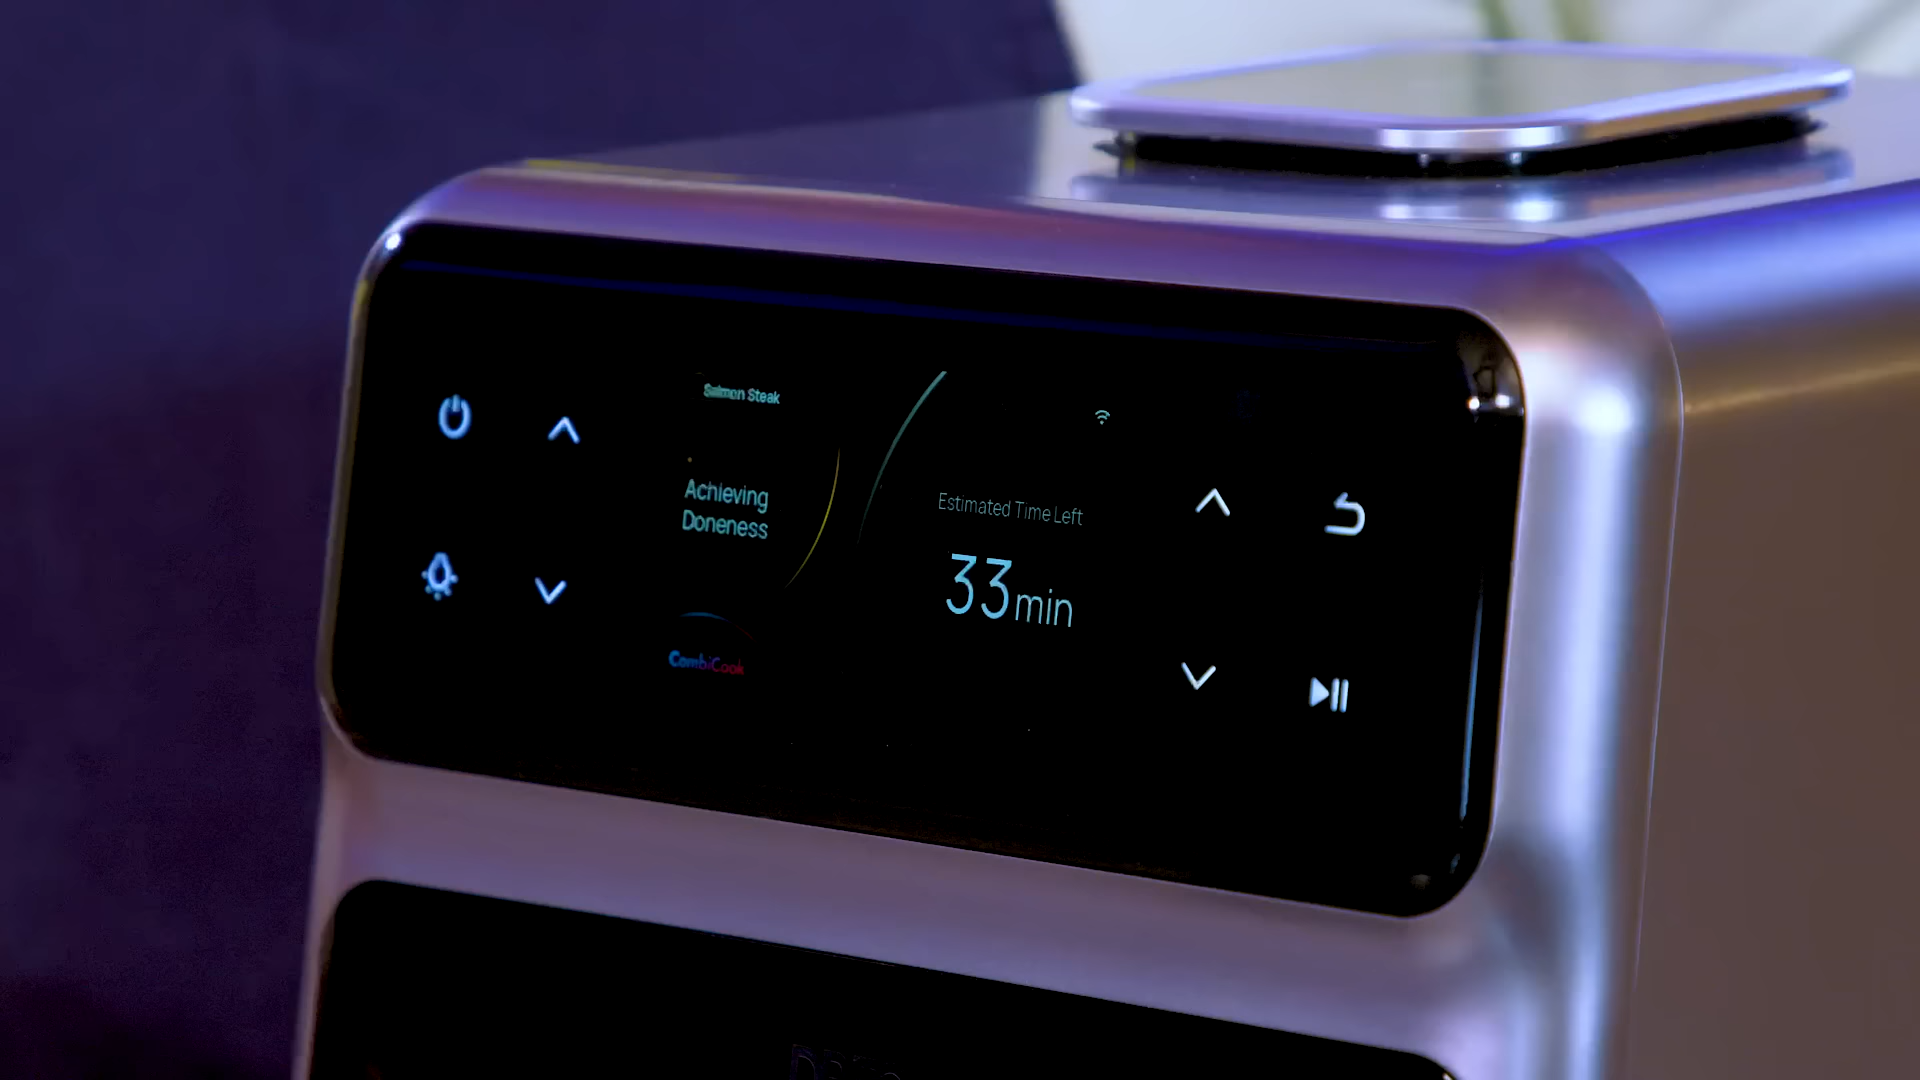 Salmon Steak
Achieving
Doneness
CombiCook
Estimated Time Left
33min